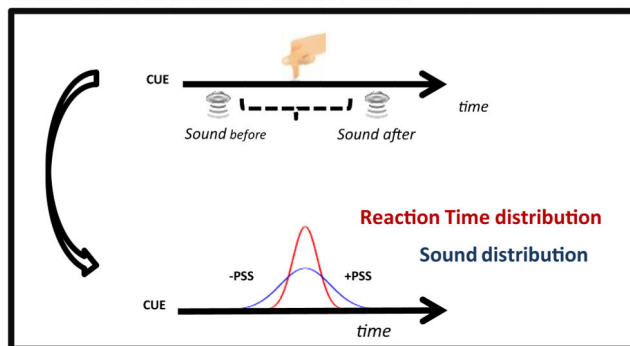 CUE
time
Sound before
Sound after
Reaction Time distribution
Sound distribution
-PSS
+PSS
CUE
time